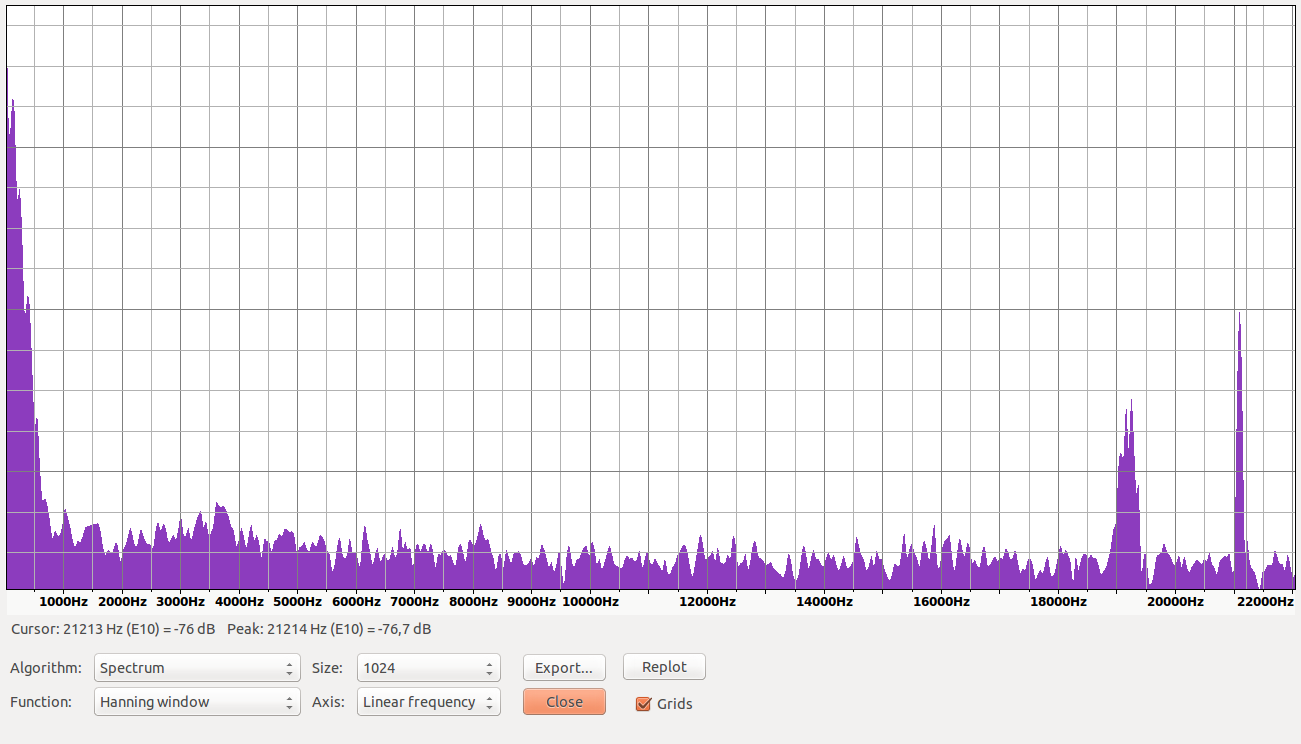 1000Hz 2000Hz 3000Hz 4000Hz 5000Hz 6000Hz 7000Hz 8000Hz 9000Hz 10000Hz 12000Hz 14000Hz 16000Hz 18000Hz 20000Hz 22000Hz
Cursor: 21213 Hz (E10) = -76 dB Peak: 21214 Hz (E10) = -76,7 dB
Algorithm: Spectrum Size: 1024 Export... Replot
Function: Hanning window Axis: Linear frequency Close Grids